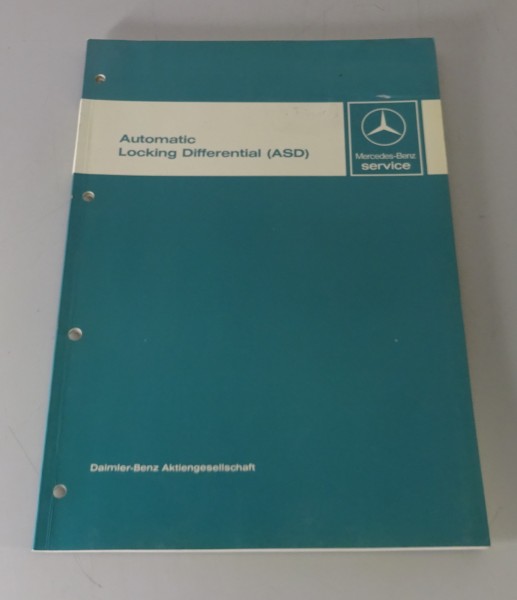 Automatic
Locking Differential (ASD)
Mercedes-Benz
service
Daimler-Benz Aktiengesellschaft